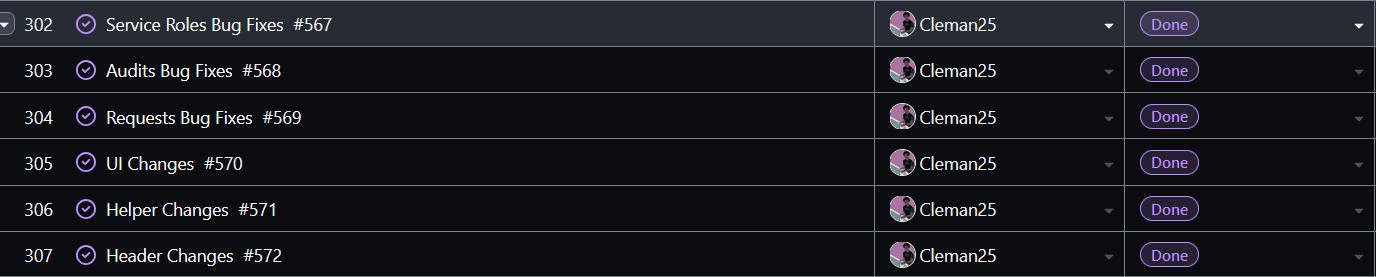 302 Service Roles Bug Fixes #567 Cleman25 Done
303 Audits Bug Fixes #568 Cleman25 Done
304 Requests Bug Fixes #569 Cleman25 Done
305 UI Changes #570 Cleman25 Done
306 Helper Changes #571 Cleman25 Done
307 Header Changes #572 Cleman25 Done